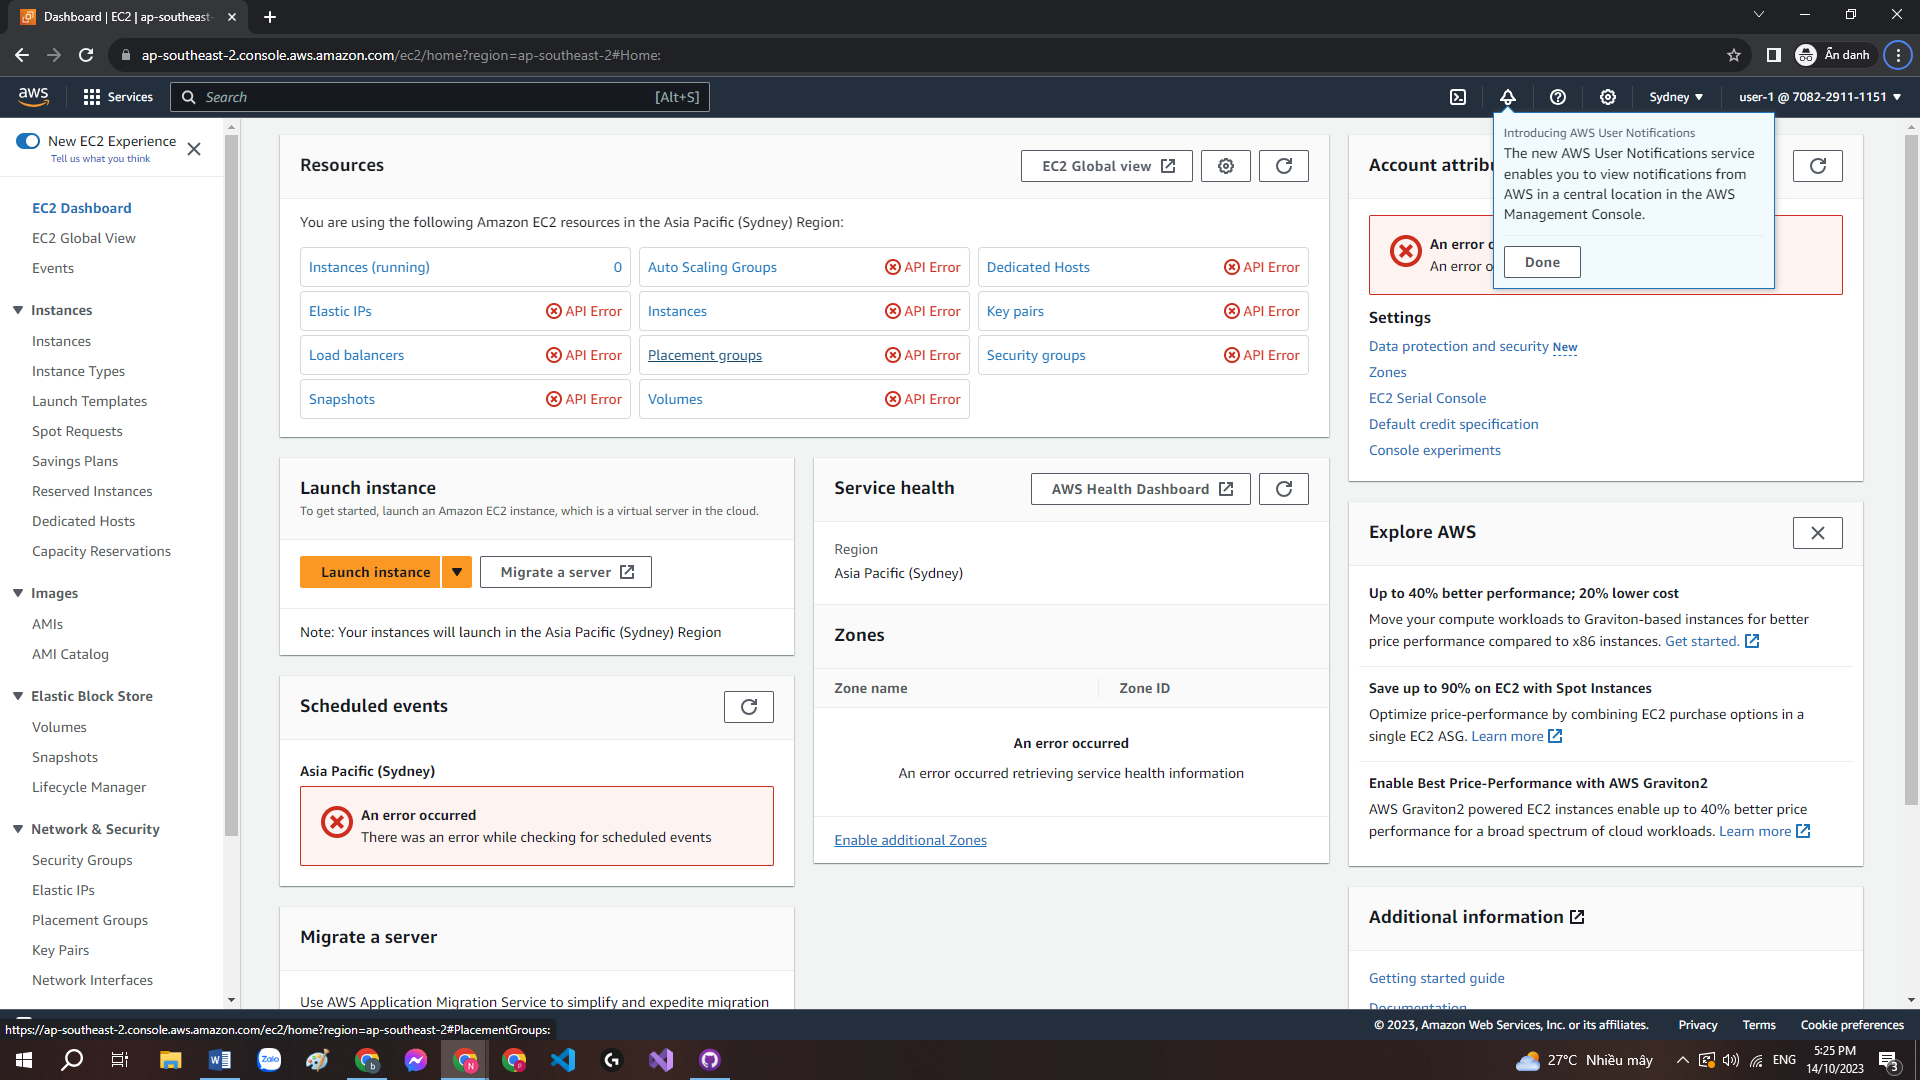 Dashboard | EC2 | ap-southeast-
ap-southeast-2.console.aws.amazon.com/ec2/home?region=ap-southeast-2#Home:
Ẩn danh
aws
Services
Search
[Alt+S]
Sydney
user-1 @ 7082-2911-1151
New EC2 Experience
Tell us what you think
EC2 Dashboard
EC2 Global View
Events
Instances
Instances
Instance Types
Launch Templates
Spot Requests
Savings Plans
Reserved Instances
Dedicated Hosts
Capacity Reservations
Images
AMIs
AMI Catalog
Elastic Block Store
Volumes
Snapshots
Lifecycle Manager
Network & Security
Security Groups
Elastic IPs
Placement Groups
Key Pairs
Network Interfaces
Resources
EC2 Global view
You are using the following Amazon EC2 resources in the Asia Pacific (Sydney) Region:
Instances (running) 0
Auto Scaling Groups API Error
Dedicated Hosts API Error
Elastic IPs API Error
Instances API Error
Key pairs API Error
Load balancers API Error
Placement groups API Error
Security groups API Error
Snapshots API Error
Volumes API Error
Launch instance
To get started, launch an Amazon EC2 instance, which is a virtual server in the cloud.
Launch instance
Migrate a server
Note: Your instances will launch in the Asia Pacific (Sydney) Region
Scheduled events
Asia Pacific (Sydney)
An error occurred
There was an error while checking for scheduled events
Migrate a server
Use AWS Application Migration Service to simplify and expedite migration
Service health
AWS Health Dashboard
Region
Asia Pacific (Sydney)
Zones
Zone name
Zone ID
An error occurred
An error occurred retrieving service health information
Enable additional Zones
Account attribu
Introducing AWS User Notifications
The new AWS User Notifications service
enables you to view notifications from
AWS in a central location in the AWS
Management Console.
Done
An error o
An error o
Settings
Data protection and security New
Zones
EC2 Serial Console
Default credit specification
Console experiments
Explore AWS
Up to 40% better performance; 20% lower cost
Move your compute workloads to Graviton-based instances for better
price performance compared to x86 instances. Get started.
Save up to 90% on EC2 with Spot Instances
Optimize price-performance by combining EC2 purchase options in a
single EC2 ASG. Learn more
Enable Best Price-Performance with AWS Graviton2
AWS Graviton2 powered EC2 instances enable up to 40% better price
performance for a broad spectrum of cloud workloads. Learn more
Additional information
Getting started guide
Documentation
https://ap-southeast-2.console.aws.amazon.com/ec2/home?region=ap-southeast-2#PlacementGroups:
© 2023, Amazon Web Services, Inc. or its affiliates.
Privacy
Terms
Cookie preferences
Zalo
27°C Nhiều mây
ENG
5:25 PM
14/10/2023
3